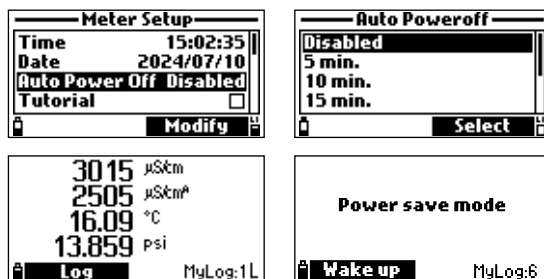 Meter Setup
Time 15:02:35
Date 2024/07/10
Auto Power Off Disabled
Tutorial
Modify
Auto Poweroff
Disabled
5 min.
10 min.
15 min.
Select
3015 µS/cm
2505 µS/cmᴬ
16.09 °C
13.859 psi
Log MyLog:1L
Power save mode
Wake up MyLog:6